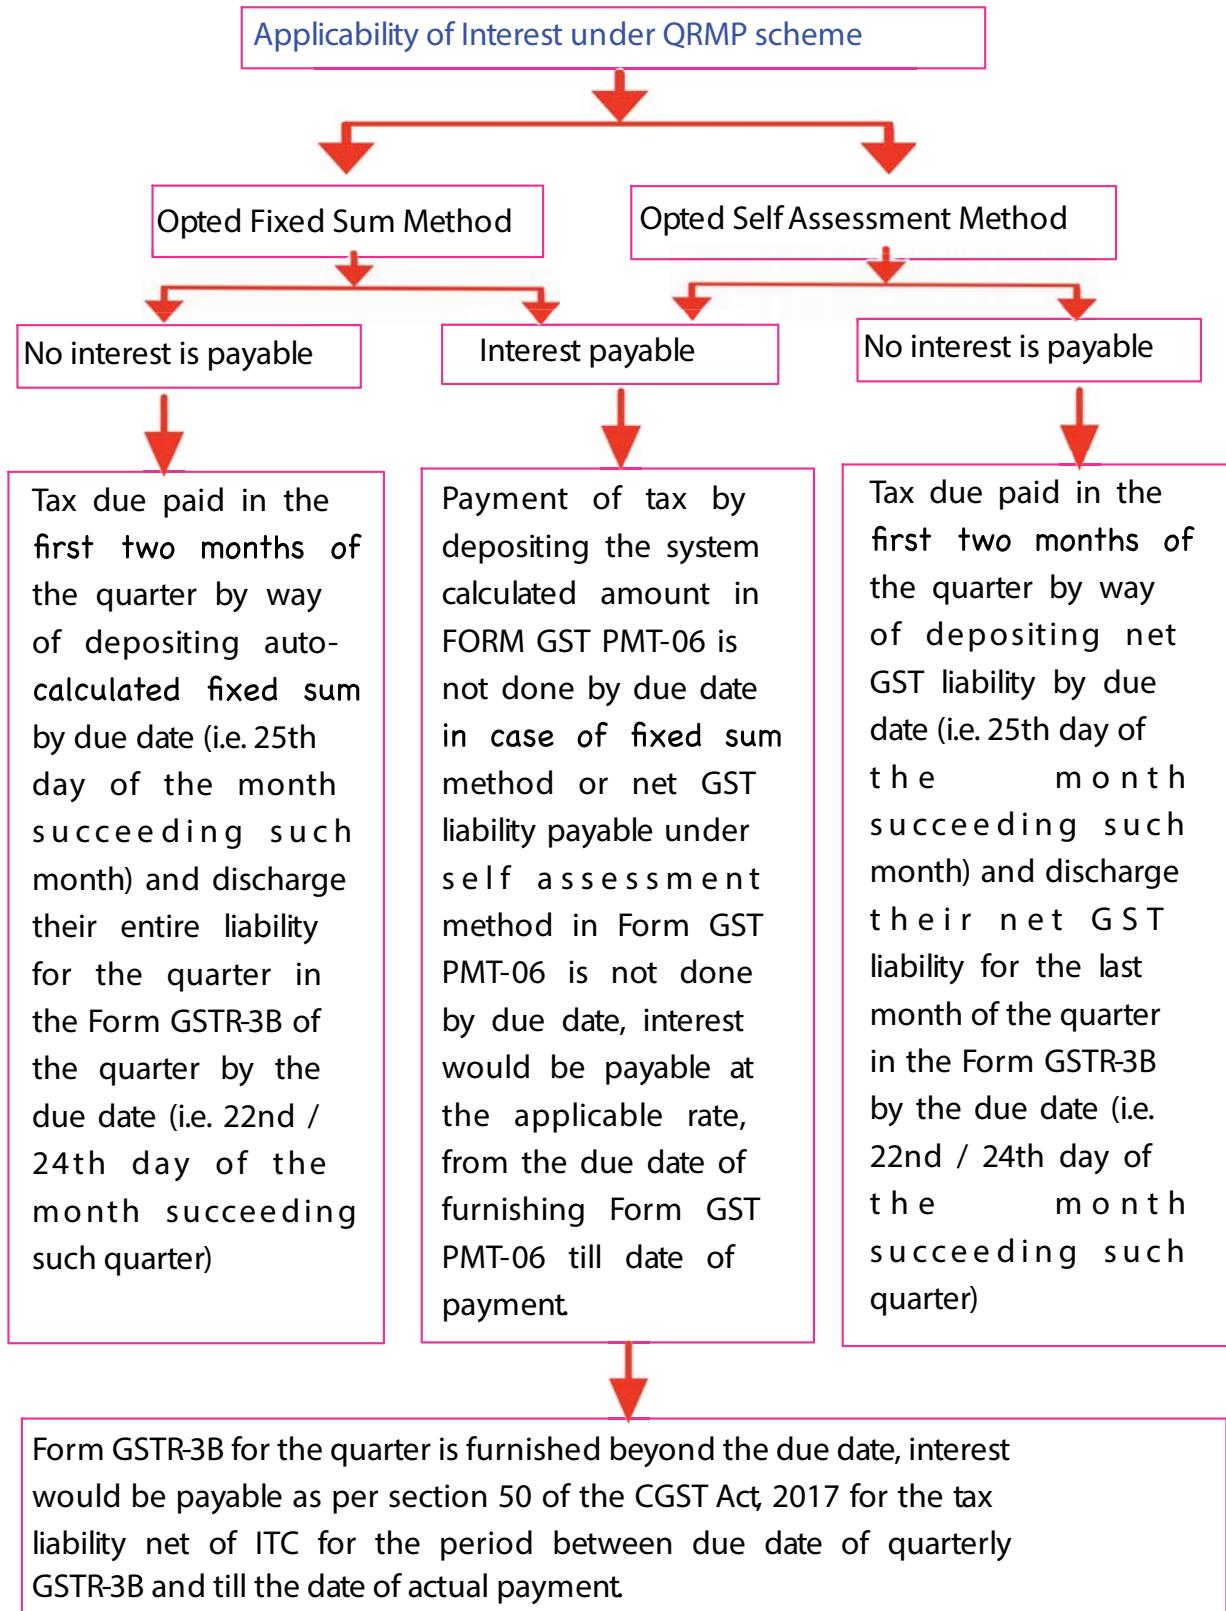 Applicability of Interest under QRMP scheme
Opted Fixed Sum Method
Opted Self Assessment Method
No interest is payable
Interest payable
No interest is payable
Tax due paid in the
first two months of
the quarter by way
of depositing auto-
calculated fixed sum
by due date (i.e. 25th
day of the month
succeeding such
month) and discharge
their entire liability
for the quarter in
the Form GSTR-3B of
the quarter by the
due date (i.e. 22nd /
24th day of the
month succeeding
such quarter)
Payment of tax by
depositing the system
calculated amount in
FORM GST PMT-06 is
not done by due date
in case of fixed sum
method or net GST
liability payable under
self assessment
method in Form GST
PMT-06 is not done
by due date, interest
would be payable at
the applicable rate,
from the due date of
furnishing Form GST
PMT-06 till date of
payment.
Tax due paid in the
first two months of
the quarter by way
of depositing net
GST liability by due
date (i.e. 25th day of
the month
succeeding such
month) and discharge
their net GST
liability for the last
month of the quarter
in the Form GSTR-3B
by the due date (i.e.
22nd / 24th day of
the month
succeeding such
quarter)
Form GSTR-3B for the quarter is furnished beyond the due date, interest
would be payable as per section 50 of the CGST Act, 2017 for the tax
liability net of ITC for the period between due date of quarterly
GSTR-3B and till the date of actual payment.